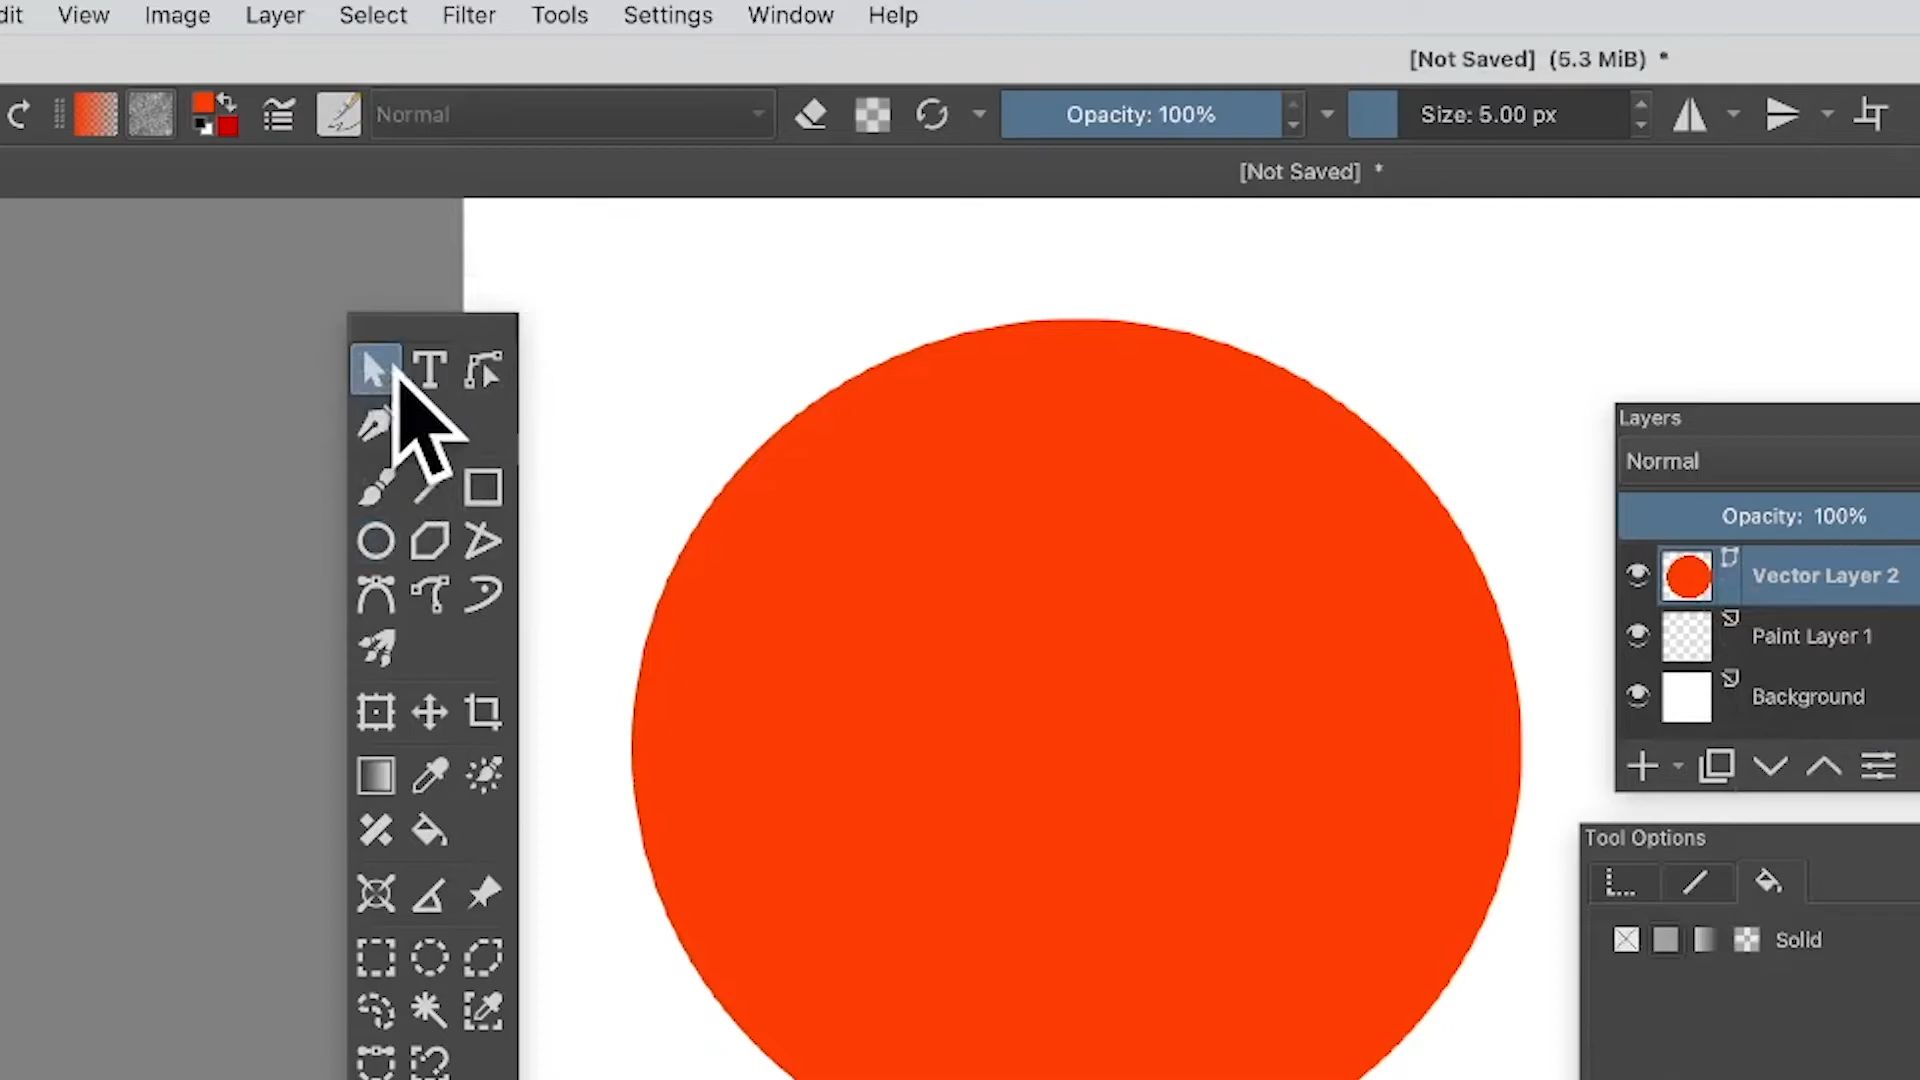 dit View Image Layer Select Filter Tools Settings Window Help
[Not Saved] (5.3 MiB) *
Normal
Opacity: 100%
Size: 5.00 px
[Not Saved] *
Layers
Normal
Opacity: 100%
Vector Layer 2
Paint Layer 1
Background
Tool Options
Solid